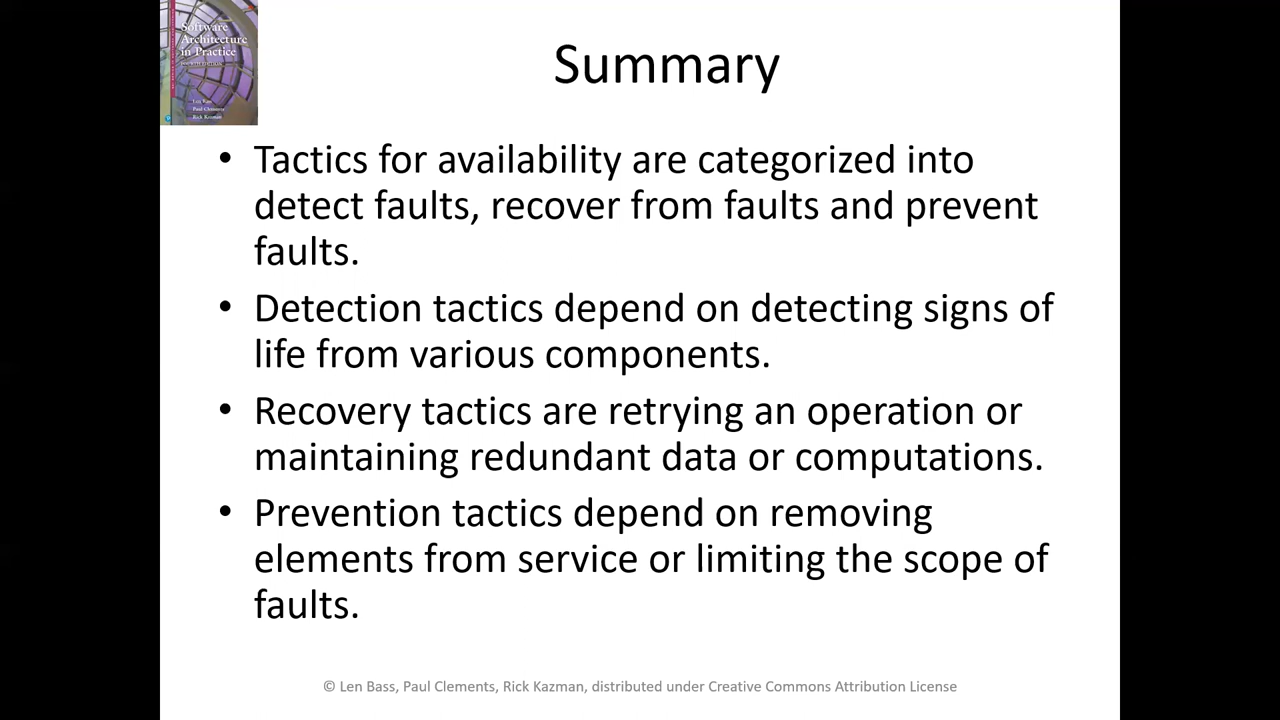 Software
Architecture
in Practice
Summary
• Tactics for availability are categorized into
detect faults, recover from faults and prevent
faults.
• Detection tactics depend on detecting signs of
life from various components.
• Recovery tactics are retrying an operation or
maintaining redundant data or computations.
• Prevention tactics depend on removing
elements from service or limiting the scope of
faults.
© Len Bass, Paul Clements, Rick Kazman, distributed under Creative Commons Attribution License